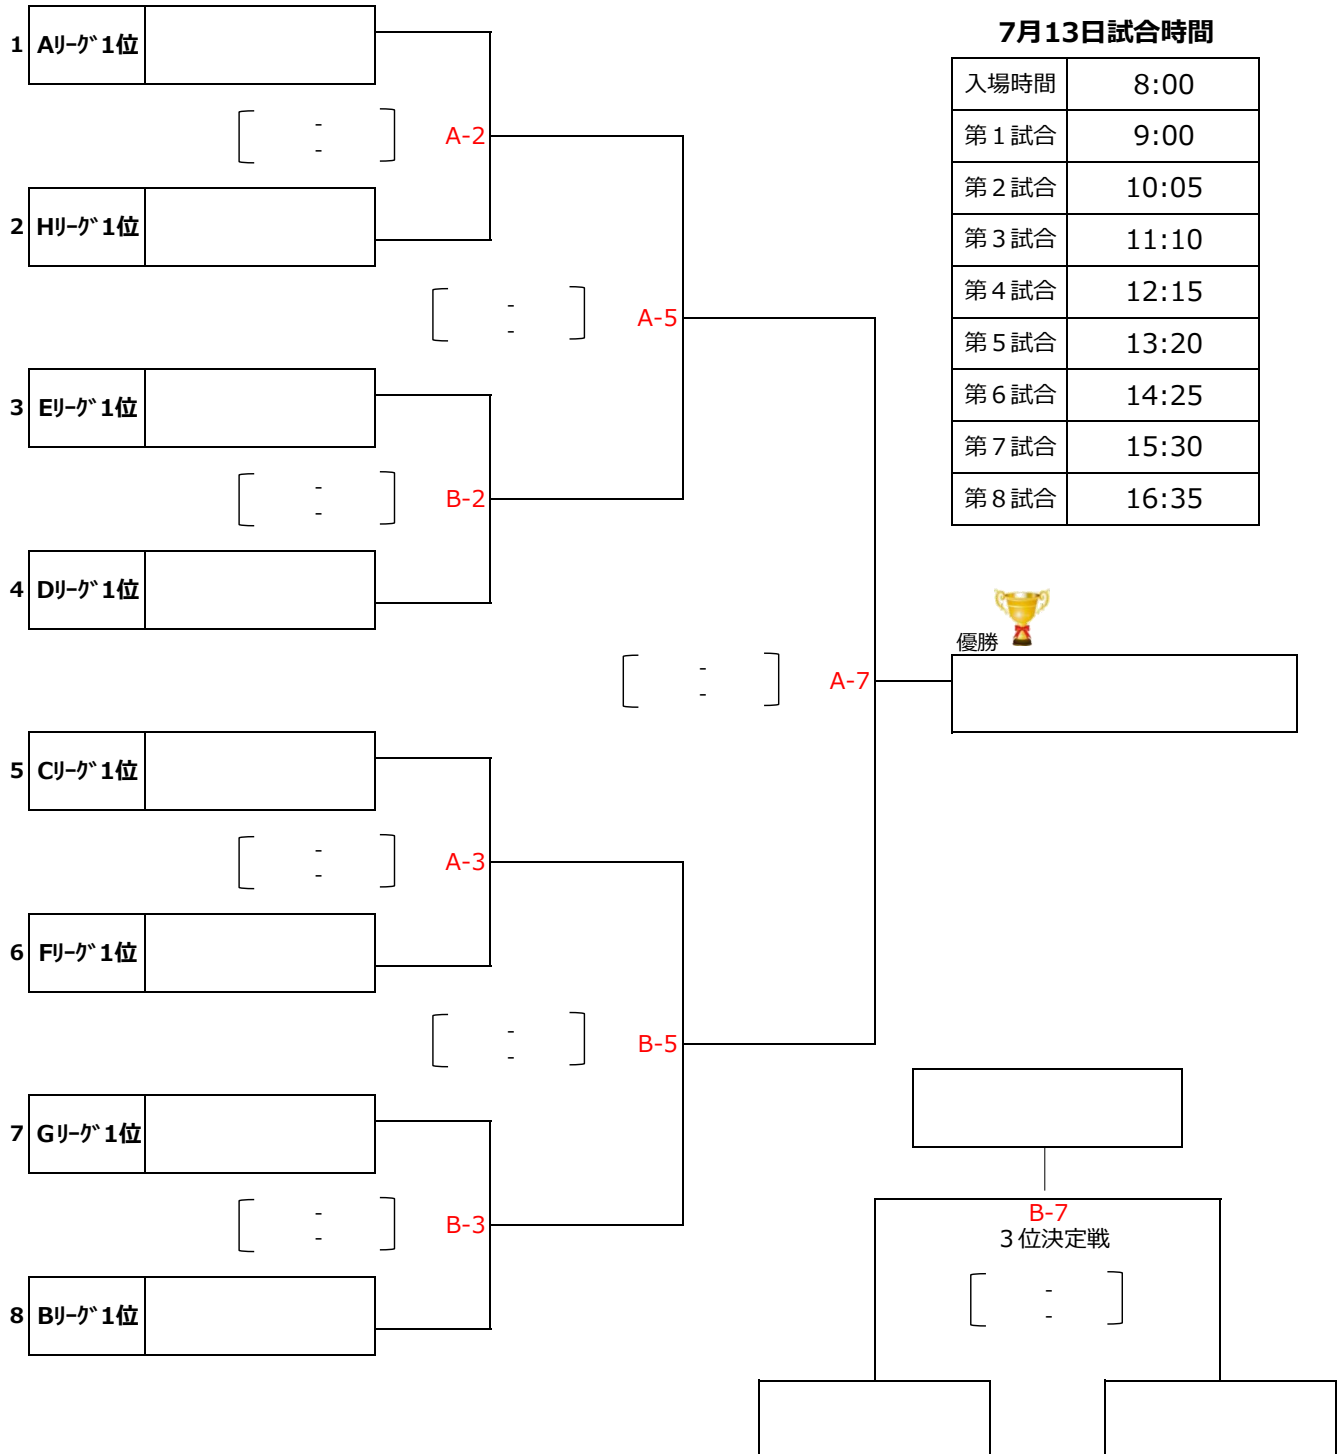 7月13日試合時間
入場時間 8:00
第1試合 9:00
第2試合 10:05
第3試合 11:10
第4試合 12:15
第5試合 13:20
第6試合 14:25
第7試合 15:30
第8試合 16:35
1 Aﾘｰｸﾞ1位
- 
-
A-2
2 Hﾘｰｸﾞ1位
-
-
A-5
3 Eﾘｰｸﾞ1位
-
-
B-2
4 Dﾘｰｸﾞ1位
優勝
-
-
A-7
5 Cﾘｰｸﾞ1位
-
-
A-3
6 Fﾘｰｸﾞ1位
-
-
B-5
7 Gﾘｰｸﾞ1位
-
-
B-3
8 Bﾘｰｸﾞ1位
B-7
3位決定戦
-
-